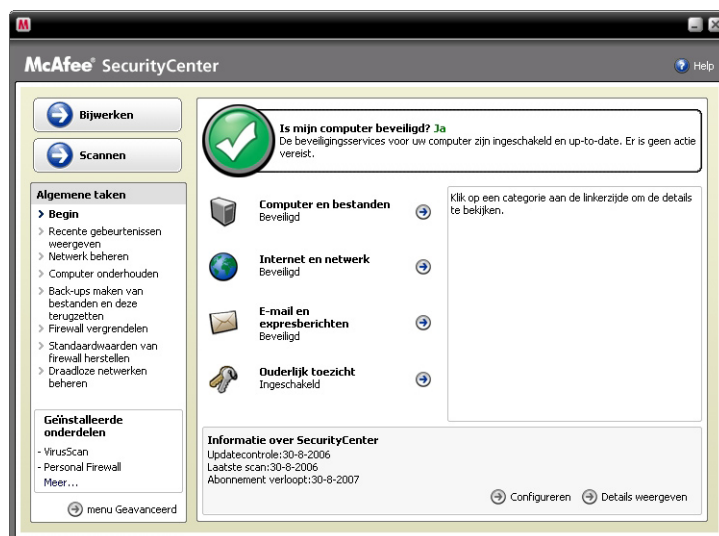 McAfee® SecurityCenter
Help
Bijwerken
Scannen
Algemene taken
Begin
Recente gebeurtenissen
weergeven
Netwerk beheren
Computer onderhouden
Back-ups maken van
bestanden en deze
terugzetten
Firewall vergrendelen
Standaardwaarden van
firewall herstellen
Draadloze netwerken
beheren
Geïnstalleerde
onderdelen
- VirusScan
- Personal Firewall
Meer...
menu Geavanceerd
Is mijn computer beveiligd? Ja
De beveiligingsservices voor uw computer zijn ingeschakeld en up-to-date. Er is geen actie
vereist.
Computer en bestanden
Beveiligd
Internet en netwerk
Beveiligd
E-mail en
expresberichten
Beveiligd
Ouderlijk toezicht
Ingeschakeld
Klik op een categorie aan de linkerzijde om de details
te bekijken.
Informatie over SecurityCenter
Updatecontrole:30-8-2006
Laatste scan:30-8-2006
Abonnement verloopt:30-8-2007
Configureren
Details weergeven